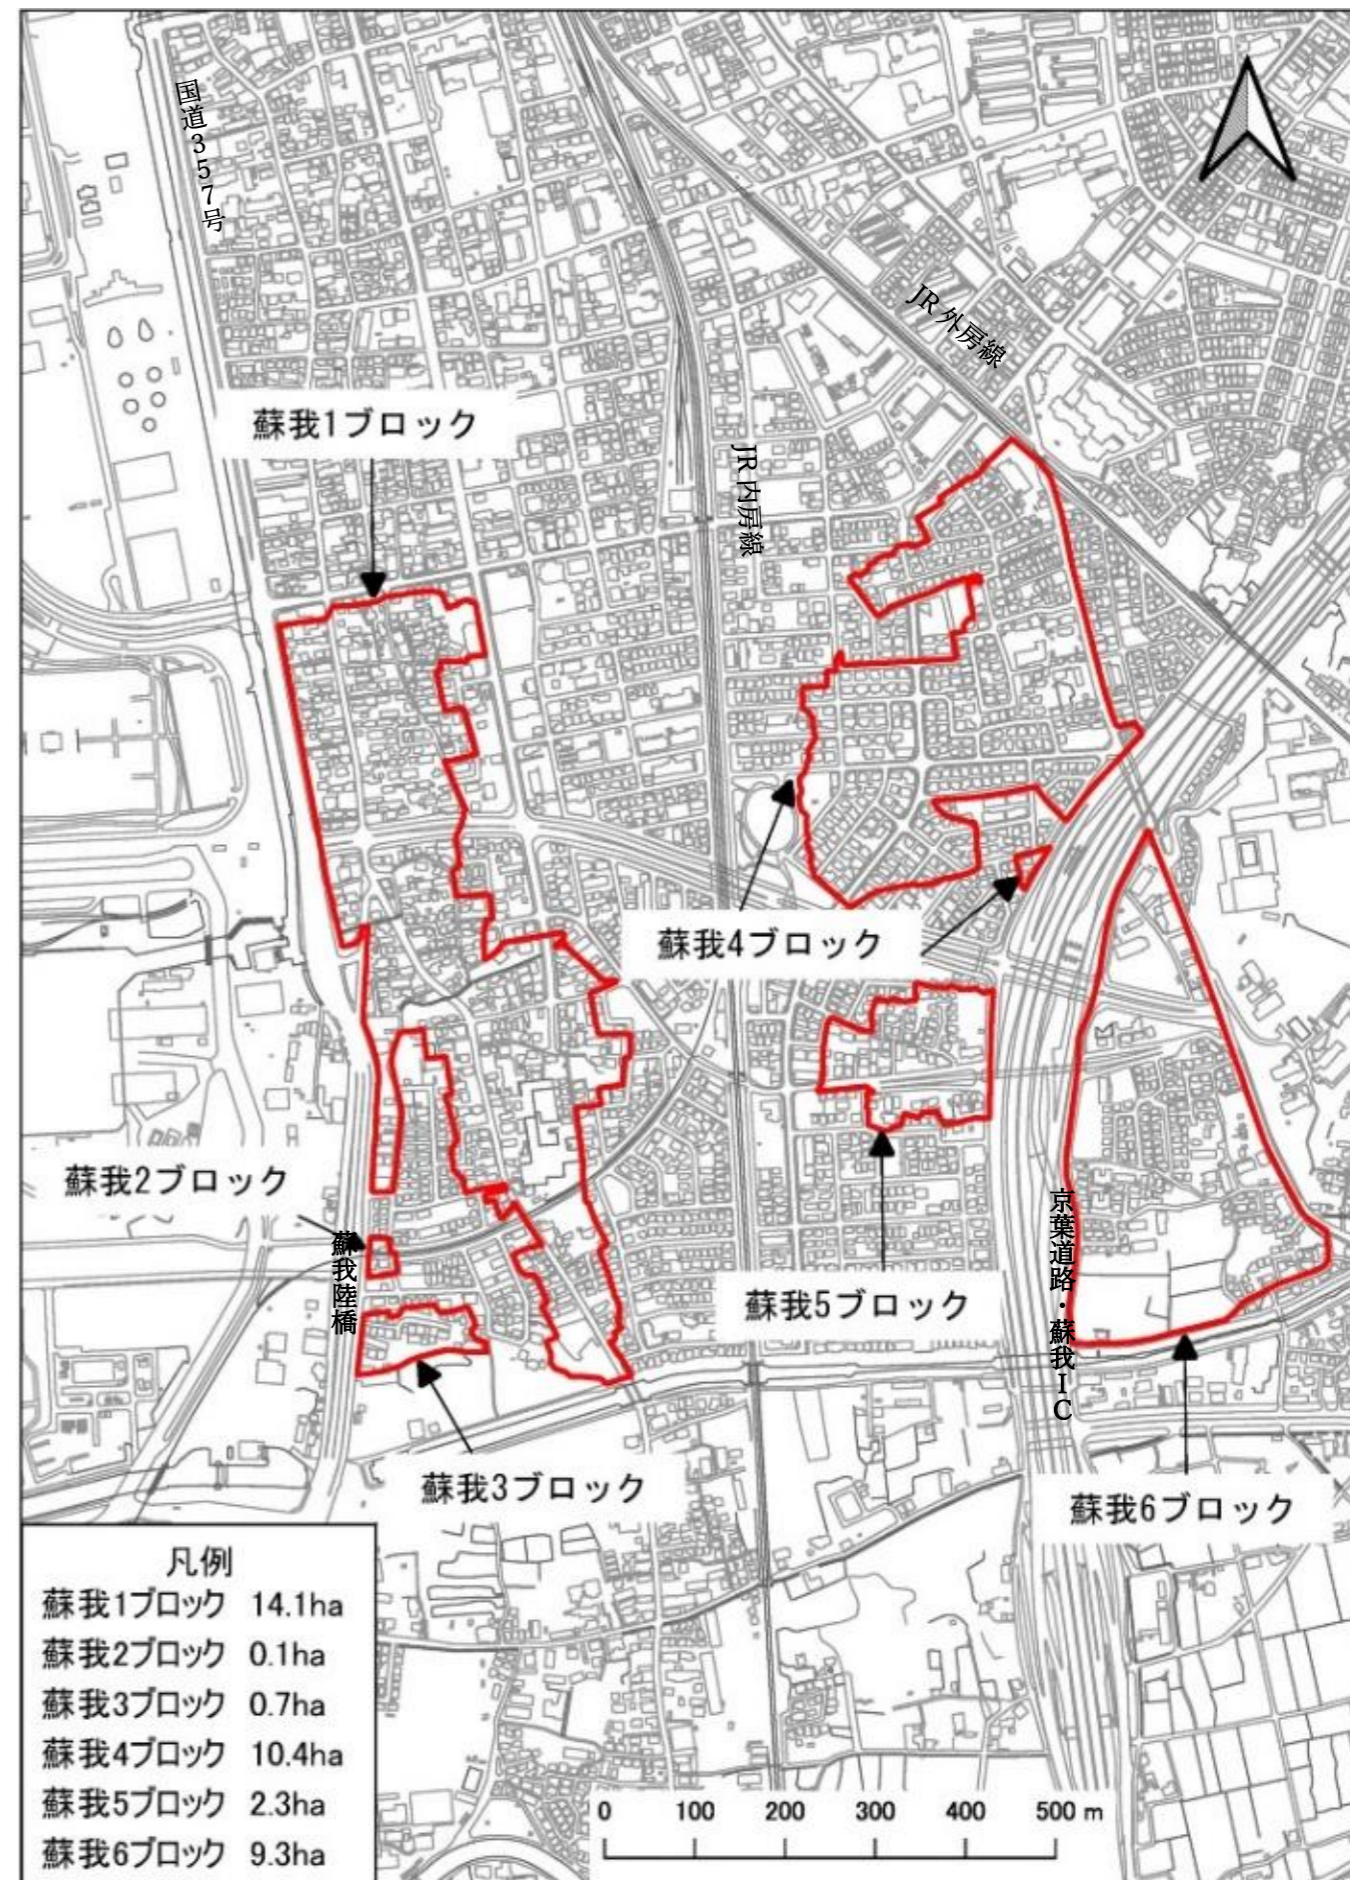 国道357号
JR外房線
蘇我1ブロック
JR内房線
蘇我4ブロック
蘇我2ブロック
蘇我陸橋
京葉道路・蘇我IC
蘇我5ブロック
蘇我3ブロック
蘇我6ブロック
凡例
蘇我1ブロック 14.1ha
蘇我2ブロック 0.1ha
蘇我3ブロック 0.7ha
蘇我4ブロック 10.4ha
蘇我5ブロック 2.3ha
蘇我6ブロック 9.3ha
0 100 200 300 400 500 m